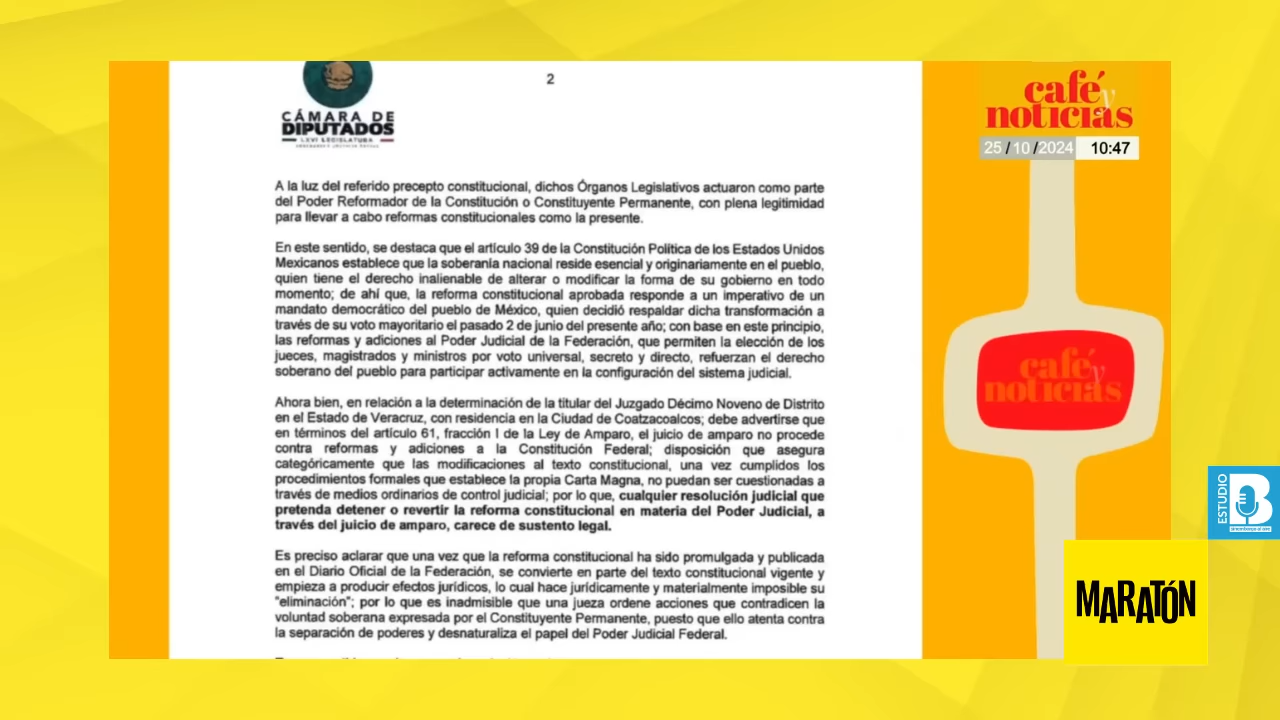 2
CÁMARA DE
DIPUTADOS
LXVI LEGISLATURA
A la luz del referido precepto constitucional, dichos Órganos Legislativos actuaron como parte
del Poder Reformador de la Constitución o Constituyente Permanente, con plena legitimidad
para llevar a cabo reformas constitucionales como la presente.
En este sentido, se destaca que el artículo 39 de la Constitución Política de los Estados Unidos
Mexicanos establece que la soberanía nacional reside esencial y originariamente en el pueblo,
quien tiene el derecho inalienable de alterar o modificar la forma de su gobierno en todo
momento; de ahí que, la reforma constitucional aprobada responde a un imperativo de un
mandato democrático del pueblo de México, quien decidió respaldar dicha transformación a
través de su voto mayoritario el pasado 2 de junio del presente año; con base en este principio,
las reformas y adiciones al Poder Judicial de la Federación, que permiten la elección de los
jueces, magistrados y ministros por voto universal, secreto y directo, refuerzan el derecho
soberano del pueblo para participar activamente en la configuración del sistema judicial.
Ahora bien, en relación a la determinación de la titular del Juzgado Décimo Noveno de Distrito
en el Estado de Veracruz, con residencia en la Ciudad de Coatzacoalcos; debe advertirse que
en términos del artículo 61, fracción I de la Ley de Amparo, el juicio de amparo no procede
contra reformas y adiciones a la Constitución Federal; disposición que asegura
categóricamente que las modificaciones al texto constitucional, una vez cumplidos los
procedimientos formales que establece la propia Carta Magna, no puedan ser cuestionadas a
través de medios ordinarios de control judicial; por lo que, cualquier resolución judicial que
pretenda detener o revertir la reforma constitucional en materia del Poder Judicial, a
través del juicio de amparo, carece de sustento legal.
Es preciso aclarar que una vez que la reforma constitucional ha sido promulgada y publicada
en el Diario Oficial de la Federación, se convierte en parte del texto constitucional vigente y
empieza a producir efectos jurídicos, lo cual hace jurídicamente y materialmente imposible su
"eliminación"; por lo que es inadmisible que una jueza ordene acciones que contradicen la
voluntad soberana expresada por el Constituyente Permanente, puesto que ello atenta contra
la separación de poderes y desnaturaliza el papel del Poder Judicial Federal.
café y
noticias
25/10/2024 10:47
café y
noticias
ESTUDIO B
MARATÓN